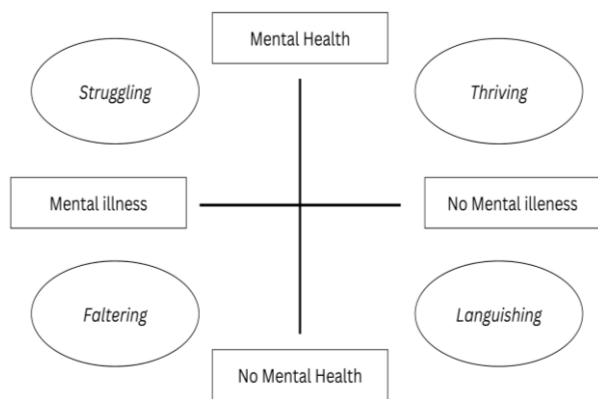 Mental Health
Struggling
Thriving
Mental illness
No Mental illeness
Faltering
Languishing
No Mental Health